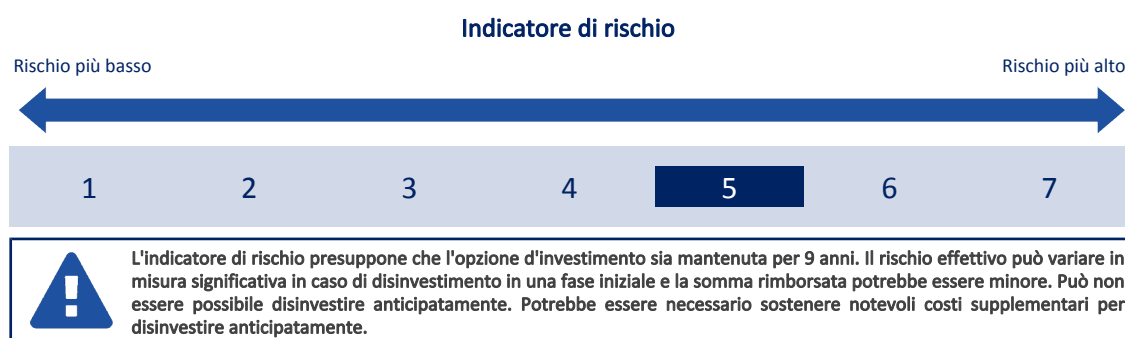 Indicatore di rischio
Rischio più basso
Rischio più alto
1 2 3 4 5 6 7
L'indicatore di rischio presuppone che l'opzione d'investimento sia mantenuta per 9 anni. Il rischio effettivo può variare in
misura significativa in caso di disinvestimento in una fase iniziale e la somma rimborsata potrebbe essere minore. Può non
essere possibile disinvestire anticipatamente. Potrebbe essere necessario sostenere notevoli costi supplementari per
disinvestire anticipatamente.